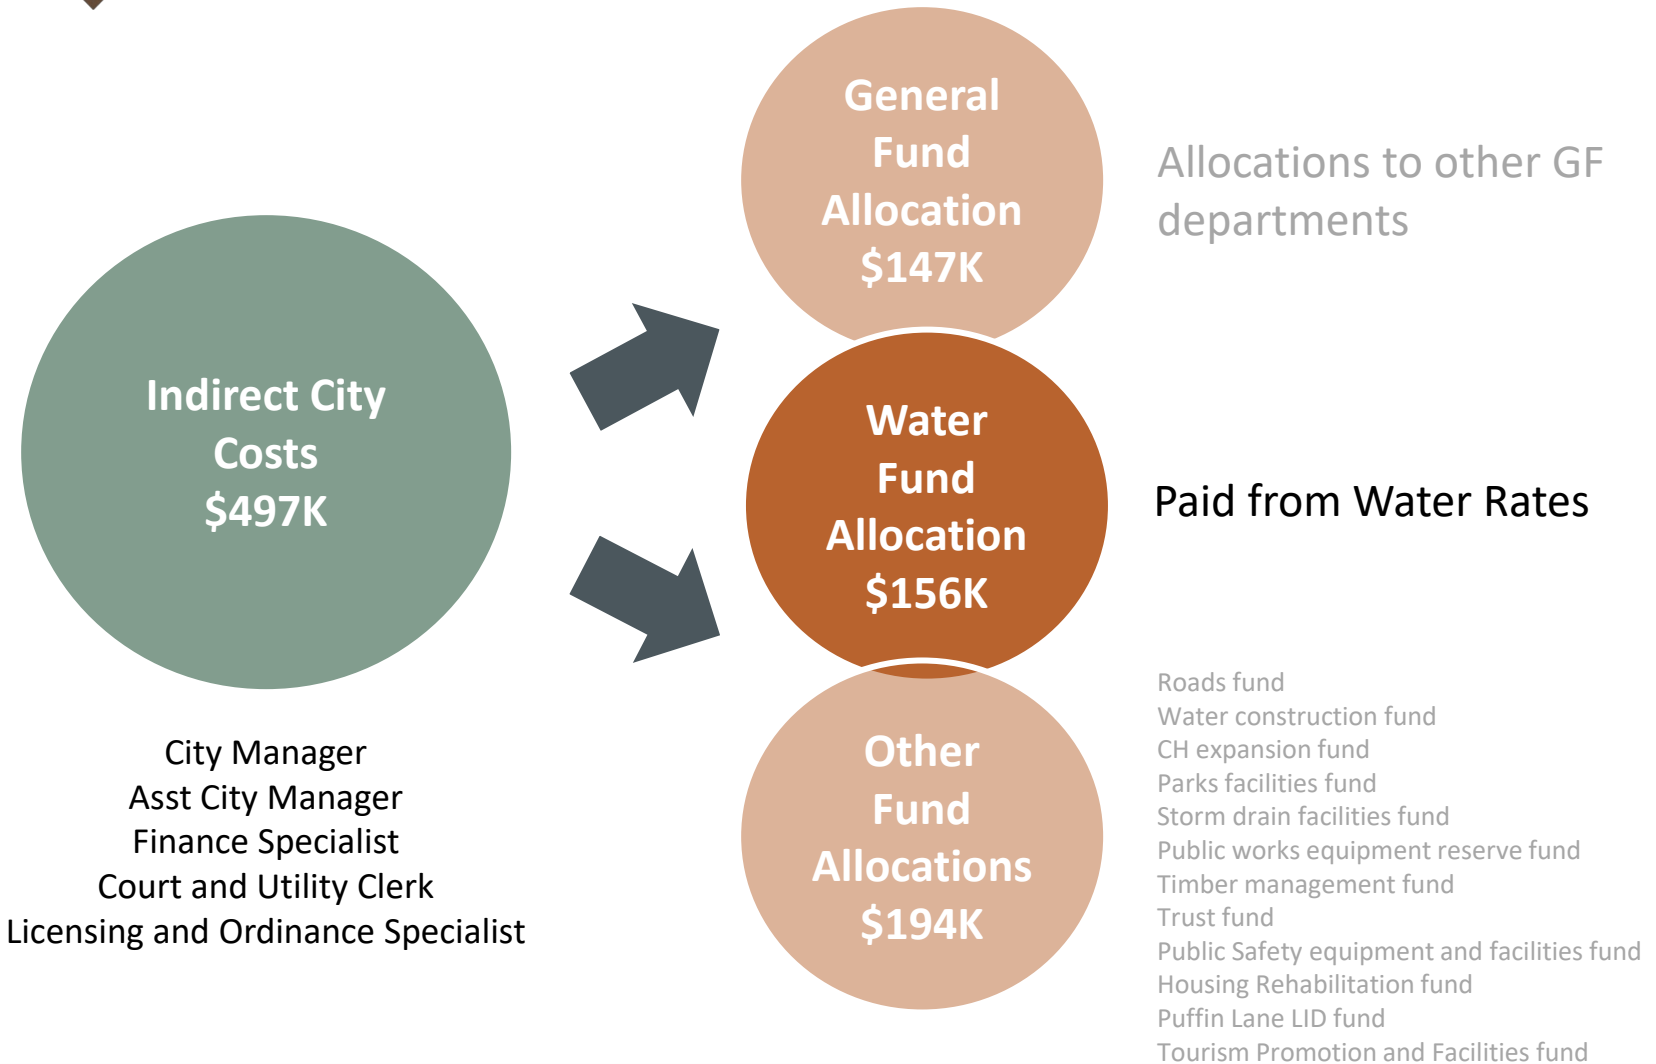 Indirect City
Costs
$497K
City Manager
Asst City Manager
Finance Specialist
Court and Utility Clerk
Licensing and Ordinance Specialist
General
Fund
Allocation
$147K
Allocations to other GF
departments
Water
Fund
Allocation
$156K
Paid from Water Rates
Other
Fund
Allocations
$194K
Roads fund
Water construction fund
CH expansion fund
Parks facilities fund
Storm drain facilities fund
Public works equipment reserve fund
Timber management fund
Trust fund
Public Safety equipment and facilities fund
Housing Rehabilitation fund
Puffin Lane LID fund
Tourism Promotion and Facilities fund